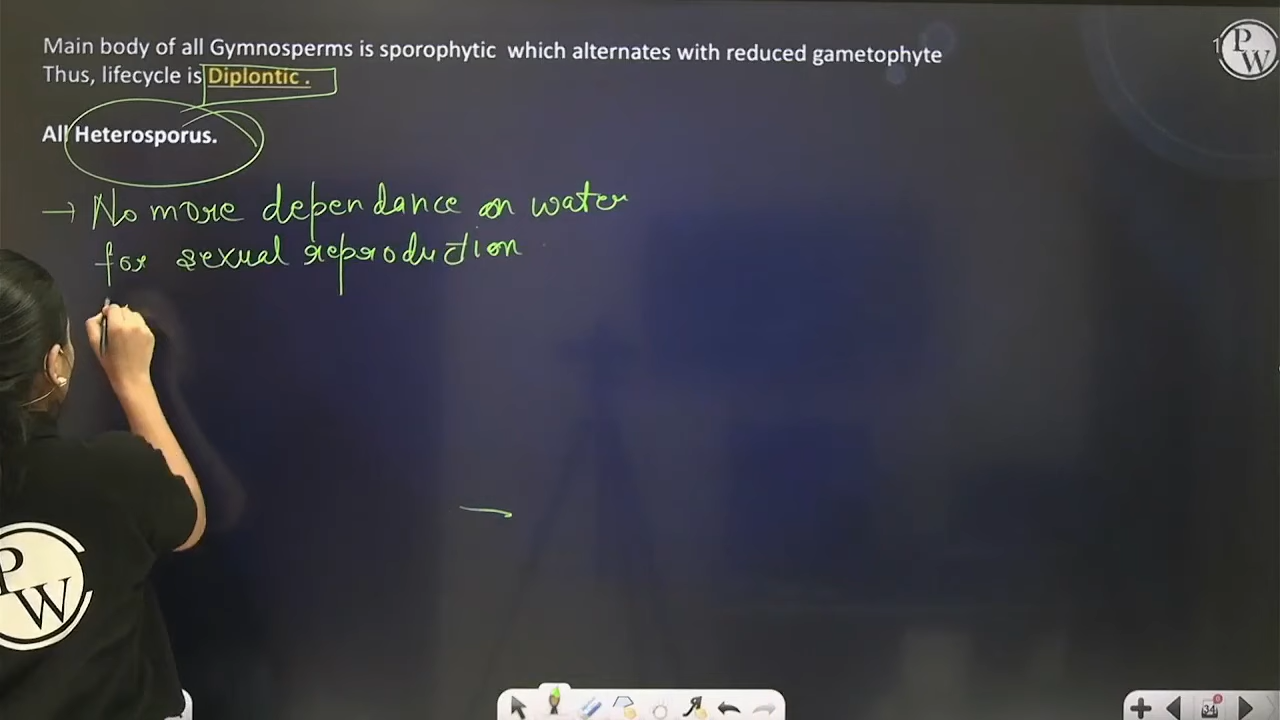 Main body of all Gymnosperms is sporophytic which alternates with reduced gametophyte
Thus, lifecycle is Diplontic .
All Heterosporus.
→ No more dependance on water
for sexual reproduction
P
W
P
W
34